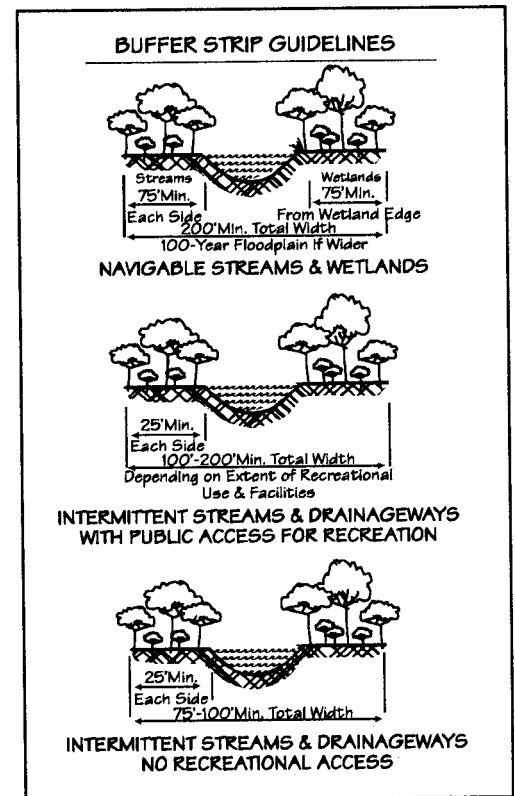 BUFFER STRIP GUIDELINES
Streams
75'Min.
Each Side
Wetlands
75'Min.
From Wetland Edge
200'Min. Total Width
100-Year Floodplain If Wider
NAVIGABLE STREAMS & WETLANDS
25'Min.
Each Side
100'-200'Min. Total Width
Depending on Extent of Recreational
Use & Facilities
INTERMITTENT STREAMS & DRAINAGEWAYS
WITH PUBLIC ACCESS FOR RECREATION
25'Min.
Each Side
75'-100'Min. Total Width
INTERMITTENT STREAMS & DRAINAGEWAYS
NO RECREATIONAL ACCESS